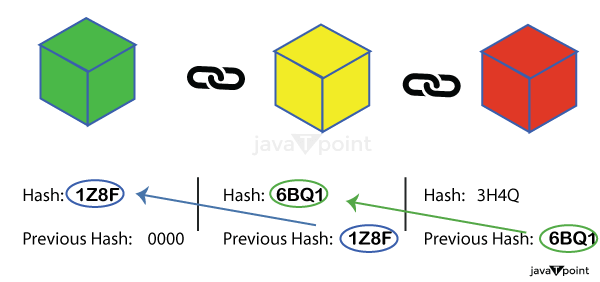 javaTpoint
Hash: 1Z8F
Hash: 6BQ1
Hash: 3H4Q
Previous Hash: 0000
Previous Hash: 1Z8F
Previous Hash: 6BQ1
javaTpoint